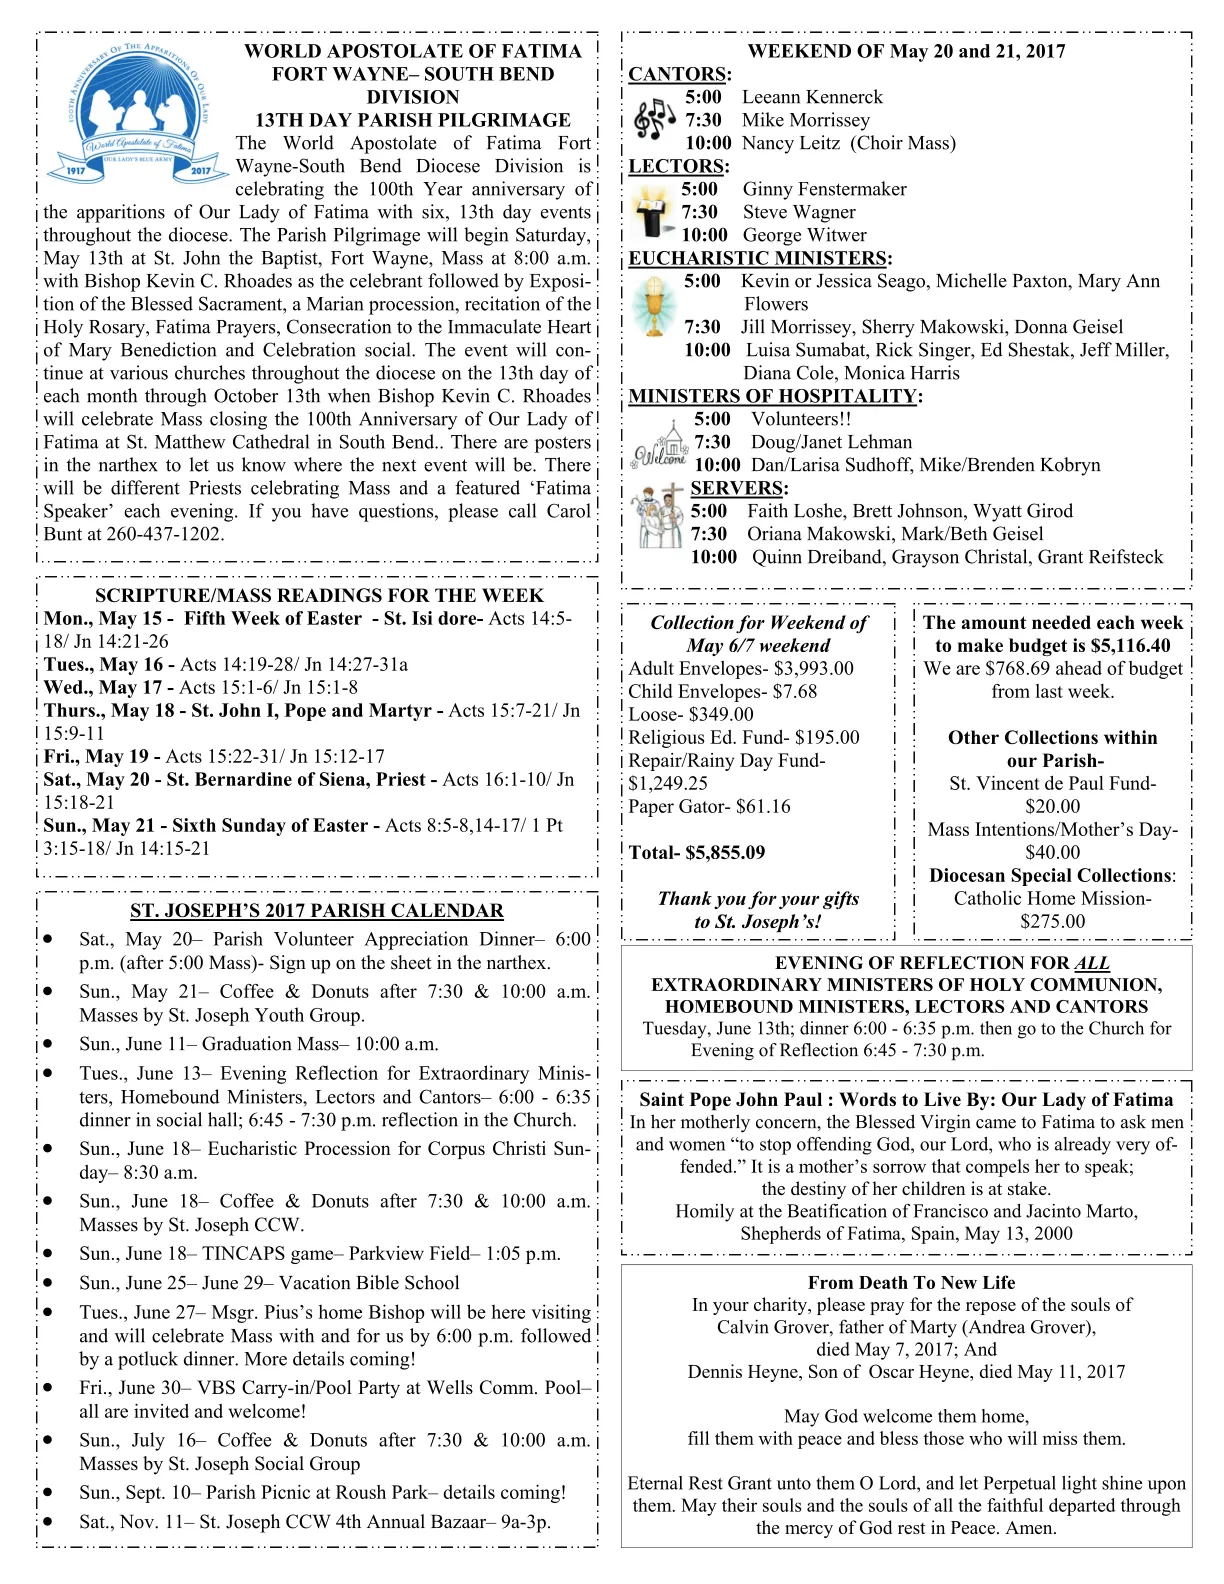 100TH ANNIVERSARY OF THE APPARITIONS OF OUR LADY
World Apostolate of Fatima
OUR LADY'S BLUE ARMY
1917 2017
WORLD APOSTOLATE OF FATIMA
FORT WAYNE– SOUTH BEND
DIVISION
13TH DAY PARISH PILGRIMAGE
The World Apostolate of Fatima Fort
Wayne-South Bend Diocese Division is
celebrating the 100th Year anniversary of
the apparitions of Our Lady of Fatima with six, 13th day events
throughout the diocese. The Parish Pilgrimage will begin Saturday,
May 13th at St. John the Baptist, Fort Wayne, Mass at 8:00 a.m.
with Bishop Kevin C. Rhoades as the celebrant followed by Exposi-
tion of the Blessed Sacrament, a Marian procession, recitation of the
Holy Rosary, Fatima Prayers, Consecration to the Immaculate Heart
of Mary Benediction and Celebration social. The event will con-
tinue at various churches throughout the diocese on the 13th day of
each month through October 13th when Bishop Kevin C. Rhoades
will celebrate Mass closing the 100th Anniversary of Our Lady of
Fatima at St. Matthew Cathedral in South Bend.. There are posters
in the narthex to let us know where the next event will be. There
will be different Priests celebrating Mass and a featured ‘Fatima
Speaker’ each evening. If you have questions, please call Carol
Bunt at 260-437-1202.
SCRIPTURE/MASS READINGS FOR THE WEEK
Mon., May 15 - Fifth Week of Easter - St. Isi dore- Acts 14:5-
18/ Jn 14:21-26
Tues., May 16 - Acts 14:19-28/ Jn 14:27-31a
Wed., May 17 - Acts 15:1-6/ Jn 15:1-8
Thurs., May 18 - St. John I, Pope and Martyr - Acts 15:7-21/ Jn
15:9-11
Fri., May 19 - Acts 15:22-31/ Jn 15:12-17
Sat., May 20 - St. Bernardine of Siena, Priest - Acts 16:1-10/ Jn
15:18-21
Sun., May 21 - Sixth Sunday of Easter - Acts 8:5-8,14-17/ 1 Pt
3:15-18/ Jn 14:15-21
ST. JOSEPH’S 2017 PARISH CALENDAR
• Sat., May 20– Parish Volunteer Appreciation Dinner– 6:00
p.m. (after 5:00 Mass)- Sign up on the sheet in the narthex.
• Sun., May 21– Coffee & Donuts after 7:30 & 10:00 a.m.
Masses by St. Joseph Youth Group.
• Sun., June 11– Graduation Mass– 10:00 a.m.
• Tues., June 13– Evening Reflection for Extraordinary Minis-
ters, Homebound Ministers, Lectors and Cantors– 6:00 - 6:35
dinner in social hall; 6:45 - 7:30 p.m. reflection in the Church.
• Sun., June 18– Eucharistic Procession for Corpus Christi Sun-
day– 8:30 a.m.
• Sun., June 18– Coffee & Donuts after 7:30 & 10:00 a.m.
Masses by St. Joseph CCW.
• Sun., June 18– TINCAPS game– Parkview Field– 1:05 p.m.
• Sun., June 25– June 29– Vacation Bible School
• Tues., June 27– Msgr. Pius’s home Bishop will be here visiting
and will celebrate Mass with and for us by 6:00 p.m. followed
by a potluck dinner. More details coming!
• Fri., June 30– VBS Carry-in/Pool Party at Wells Comm. Pool–
all are invited and welcome!
• Sun., July 16– Coffee & Donuts after 7:30 & 10:00 a.m.
Masses by St. Joseph Social Group
• Sun., Sept. 10– Parish Picnic at Roush Park– details coming!
• Sat., Nov. 11– St. Joseph CCW 4th Annual Bazaar– 9a-3p.
WEEKEND OF May 20 and 21, 2017
CANTORS:
5:00 Leeann Kennerck
7:30 Mike Morrissey
10:00 Nancy Leitz (Choir Mass)
LECTORS:
5:00 Ginny Fenstermaker
7:30 Steve Wagner
10:00 George Witwer
EUCHARISTIC MINISTERS:
5:00 Kevin or Jessica Seago, Michelle Paxton, Mary Ann
Flowers
7:30 Jill Morrissey, Sherry Makowski, Donna Geisel
10:00 Luisa Sumabat, Rick Singer, Ed Shestak, Jeff Miller,
Diana Cole, Monica Harris
MINISTERS OF HOSPITALITY:
5:00 Volunteers!!
Welcome
7:30 Doug/Janet Lehman
10:00 Dan/Larisa Sudhoff, Mike/Brenden Kobryn
SERVERS:
5:00 Faith Loshe, Brett Johnson, Wyatt Girod
7:30 Oriana Makowski, Mark/Beth Geisel
10:00 Quinn Dreiband, Grayson Christal, Grant Reifsteck
Collection for Weekend of
May 6/7 weekend
Adult Envelopes- $3,993.00
Child Envelopes- $7.68
Loose- $349.00
Religious Ed. Fund- $195.00
Repair/Rainy Day Fund-
$1,249.25
Paper Gator- $61.16
Total- $5,855.09
Thank you for your gifts
to St. Joseph’s!
The amount needed each week
to make budget is $5,116.40
We are $768.69 ahead of budget
from last week.
Other Collections within
our Parish-
St. Vincent de Paul Fund-
$20.00
Mass Intentions/Mother’s Day-
$40.00
Diocesan Special Collections:
Catholic Home Mission-
$275.00
EVENING OF REFLECTION FOR ALL
EXTRAORDINARY MINISTERS OF HOLY COMMUNION,
HOMEBOUND MINISTERS, LECTORS AND CANTORS
Tuesday, June 13th; dinner 6:00 - 6:35 p.m. then go to the Church for
Evening of Reflection 6:45 - 7:30 p.m.
Saint Pope John Paul : Words to Live By: Our Lady of Fatima
In her motherly concern, the Blessed Virgin came to Fatima to ask men
and women “to stop offending God, our Lord, who is already very of-
fended.” It is a mother’s sorrow that compels her to speak;
the destiny of her children is at stake.
Homily at the Beatification of Francisco and Jacinto Marto,
Shepherds of Fatima, Spain, May 13, 2000
From Death To New Life
In your charity, please pray for the repose of the souls of
Calvin Grover, father of Marty (Andrea Grover),
died May 7, 2017; And
Dennis Heyne, Son of Oscar Heyne, died May 11, 2017
May God welcome them home,
fill them with peace and bless those who will miss them.
Eternal Rest Grant unto them O Lord, and let Perpetual light shine upon
them. May their souls and the souls of all the faithful departed through
the mercy of God rest in Peace. Amen.